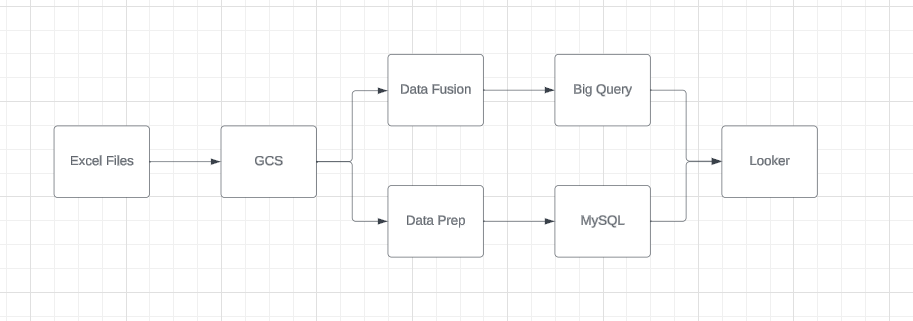 Excel Files
GCS
Data Fusion
Big Query
Data Prep
MySQL
Looker